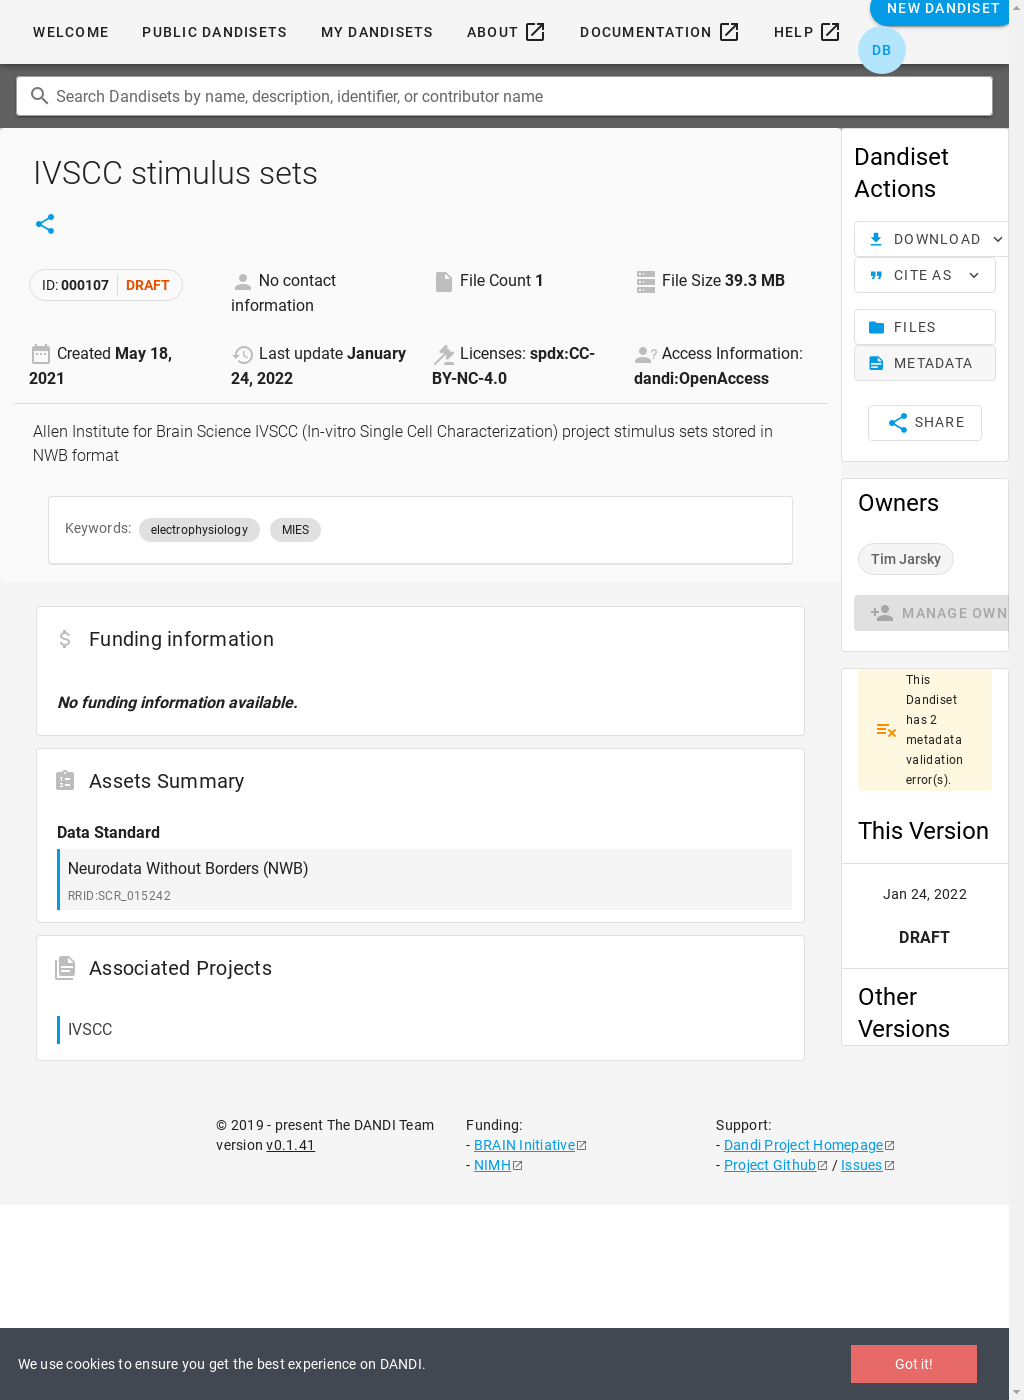 WELCOME
PUBLIC DANDISETS
MY DANDISETS
ABOUT
DOCUMENTATION
HELP
NEW DANDISET
DB
Search Dandisets by name, description, identifier, or contributor name
IVSCC stimulus sets
ID: 000107 DRAFT
No contact
information
File Count 1
File Size 39.3 MB
Created May 18,
2021
Last update January
24, 2022
Licenses: spdx:CC-
BY-NC-4.0
Access Information:
dandi:OpenAccess
Allen Institute for Brain Science IVSCC (In-vitro Single Cell Characterization) project stimulus sets stored in
NWB format
Keywords: electrophysiology MIES
Funding information
No funding information available.
Assets Summary
Data Standard
Neurodata Without Borders (NWB)
RRID:SCR_015242
Associated Projects
IVSCC
Dandiset
Actions
DOWNLOAD
CITE AS
FILES
METADATA
SHARE
Owners
Tim Jarsky
MANAGE OWN
This
Dandiset
has 2
metadata
validation
error(s).
This Version
Jan 24, 2022
DRAFT
Other
Versions
© 2019 - present The DANDI Team
version v0.1.41
Funding:
- BRAIN Initiative
- NIMH
Support:
- Dandi Project Homepage
- Project Github / Issues
We use cookies to ensure you get the best experience on DANDI.
Got it!